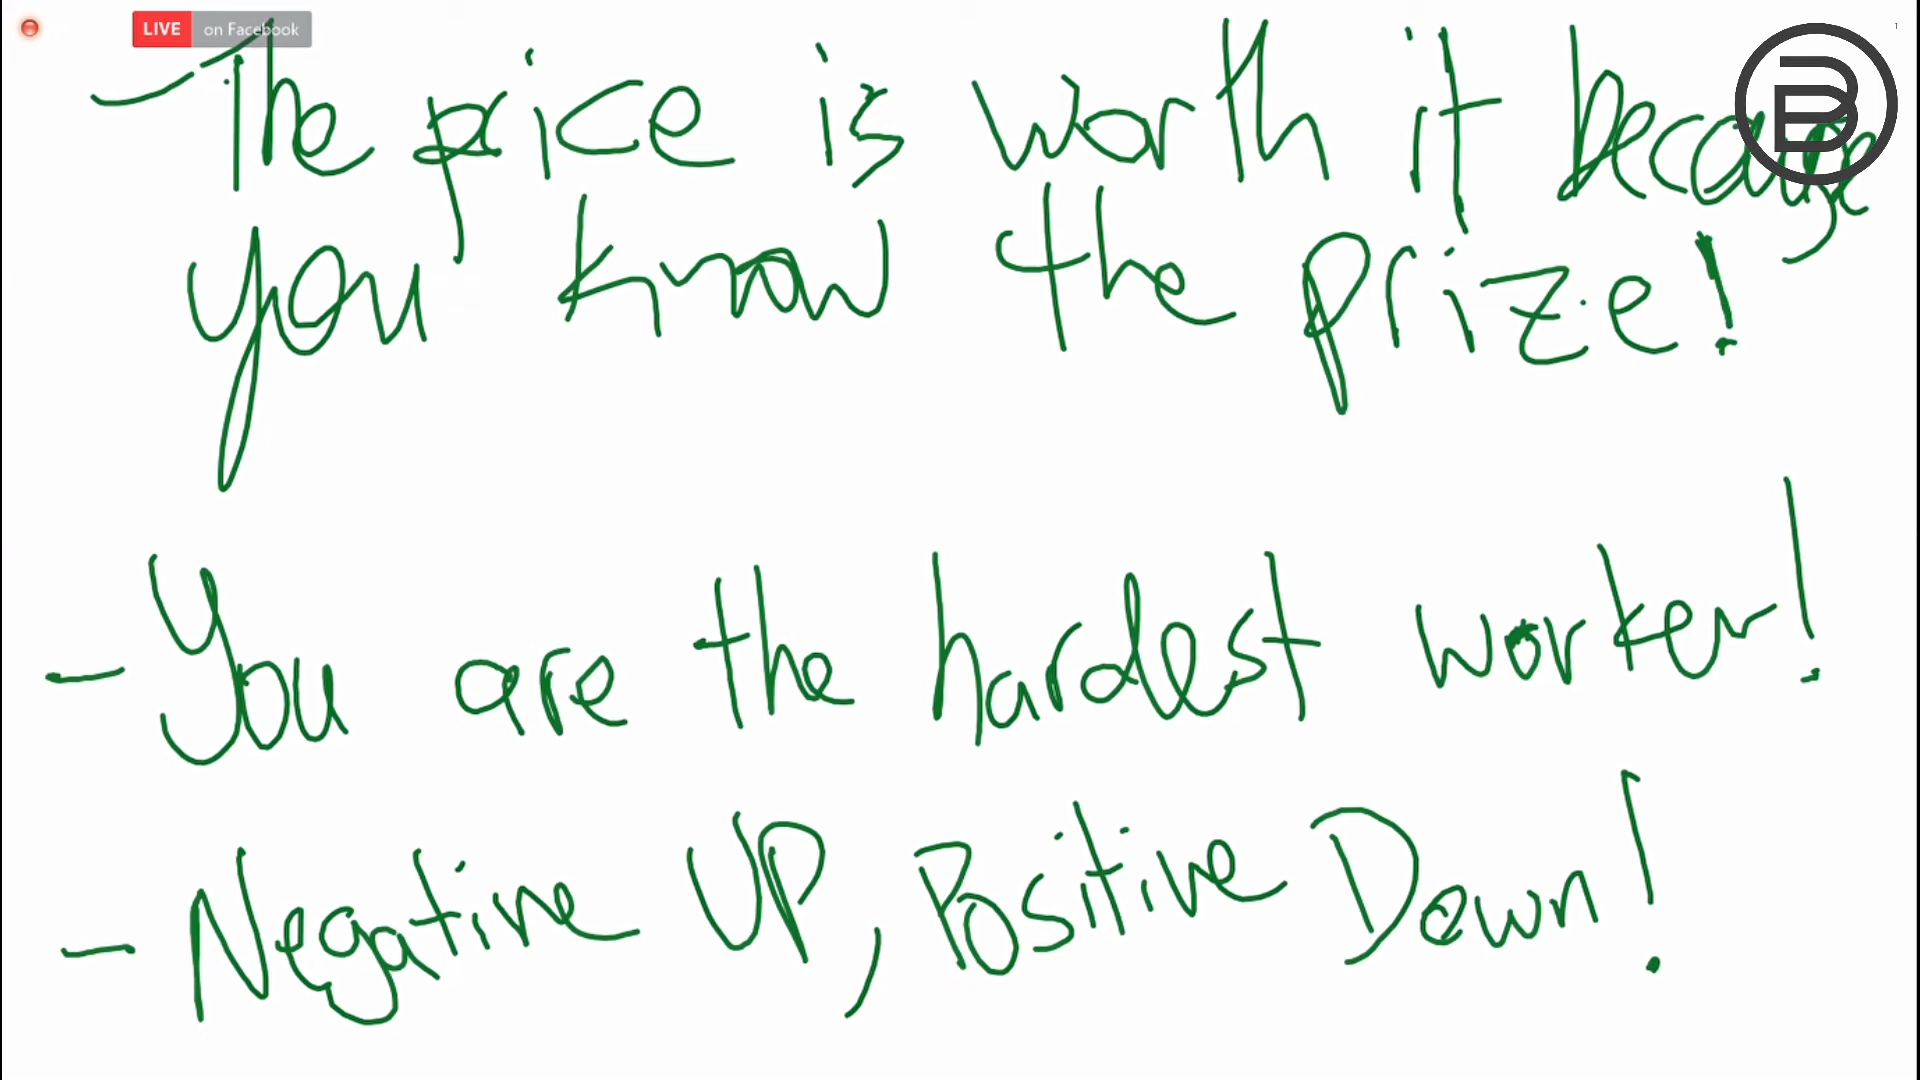 LIVE on Facebook
1
- The price is worth it because
you know the prize!
- You are the hardest worker!
- Negative UP, Positive Down!